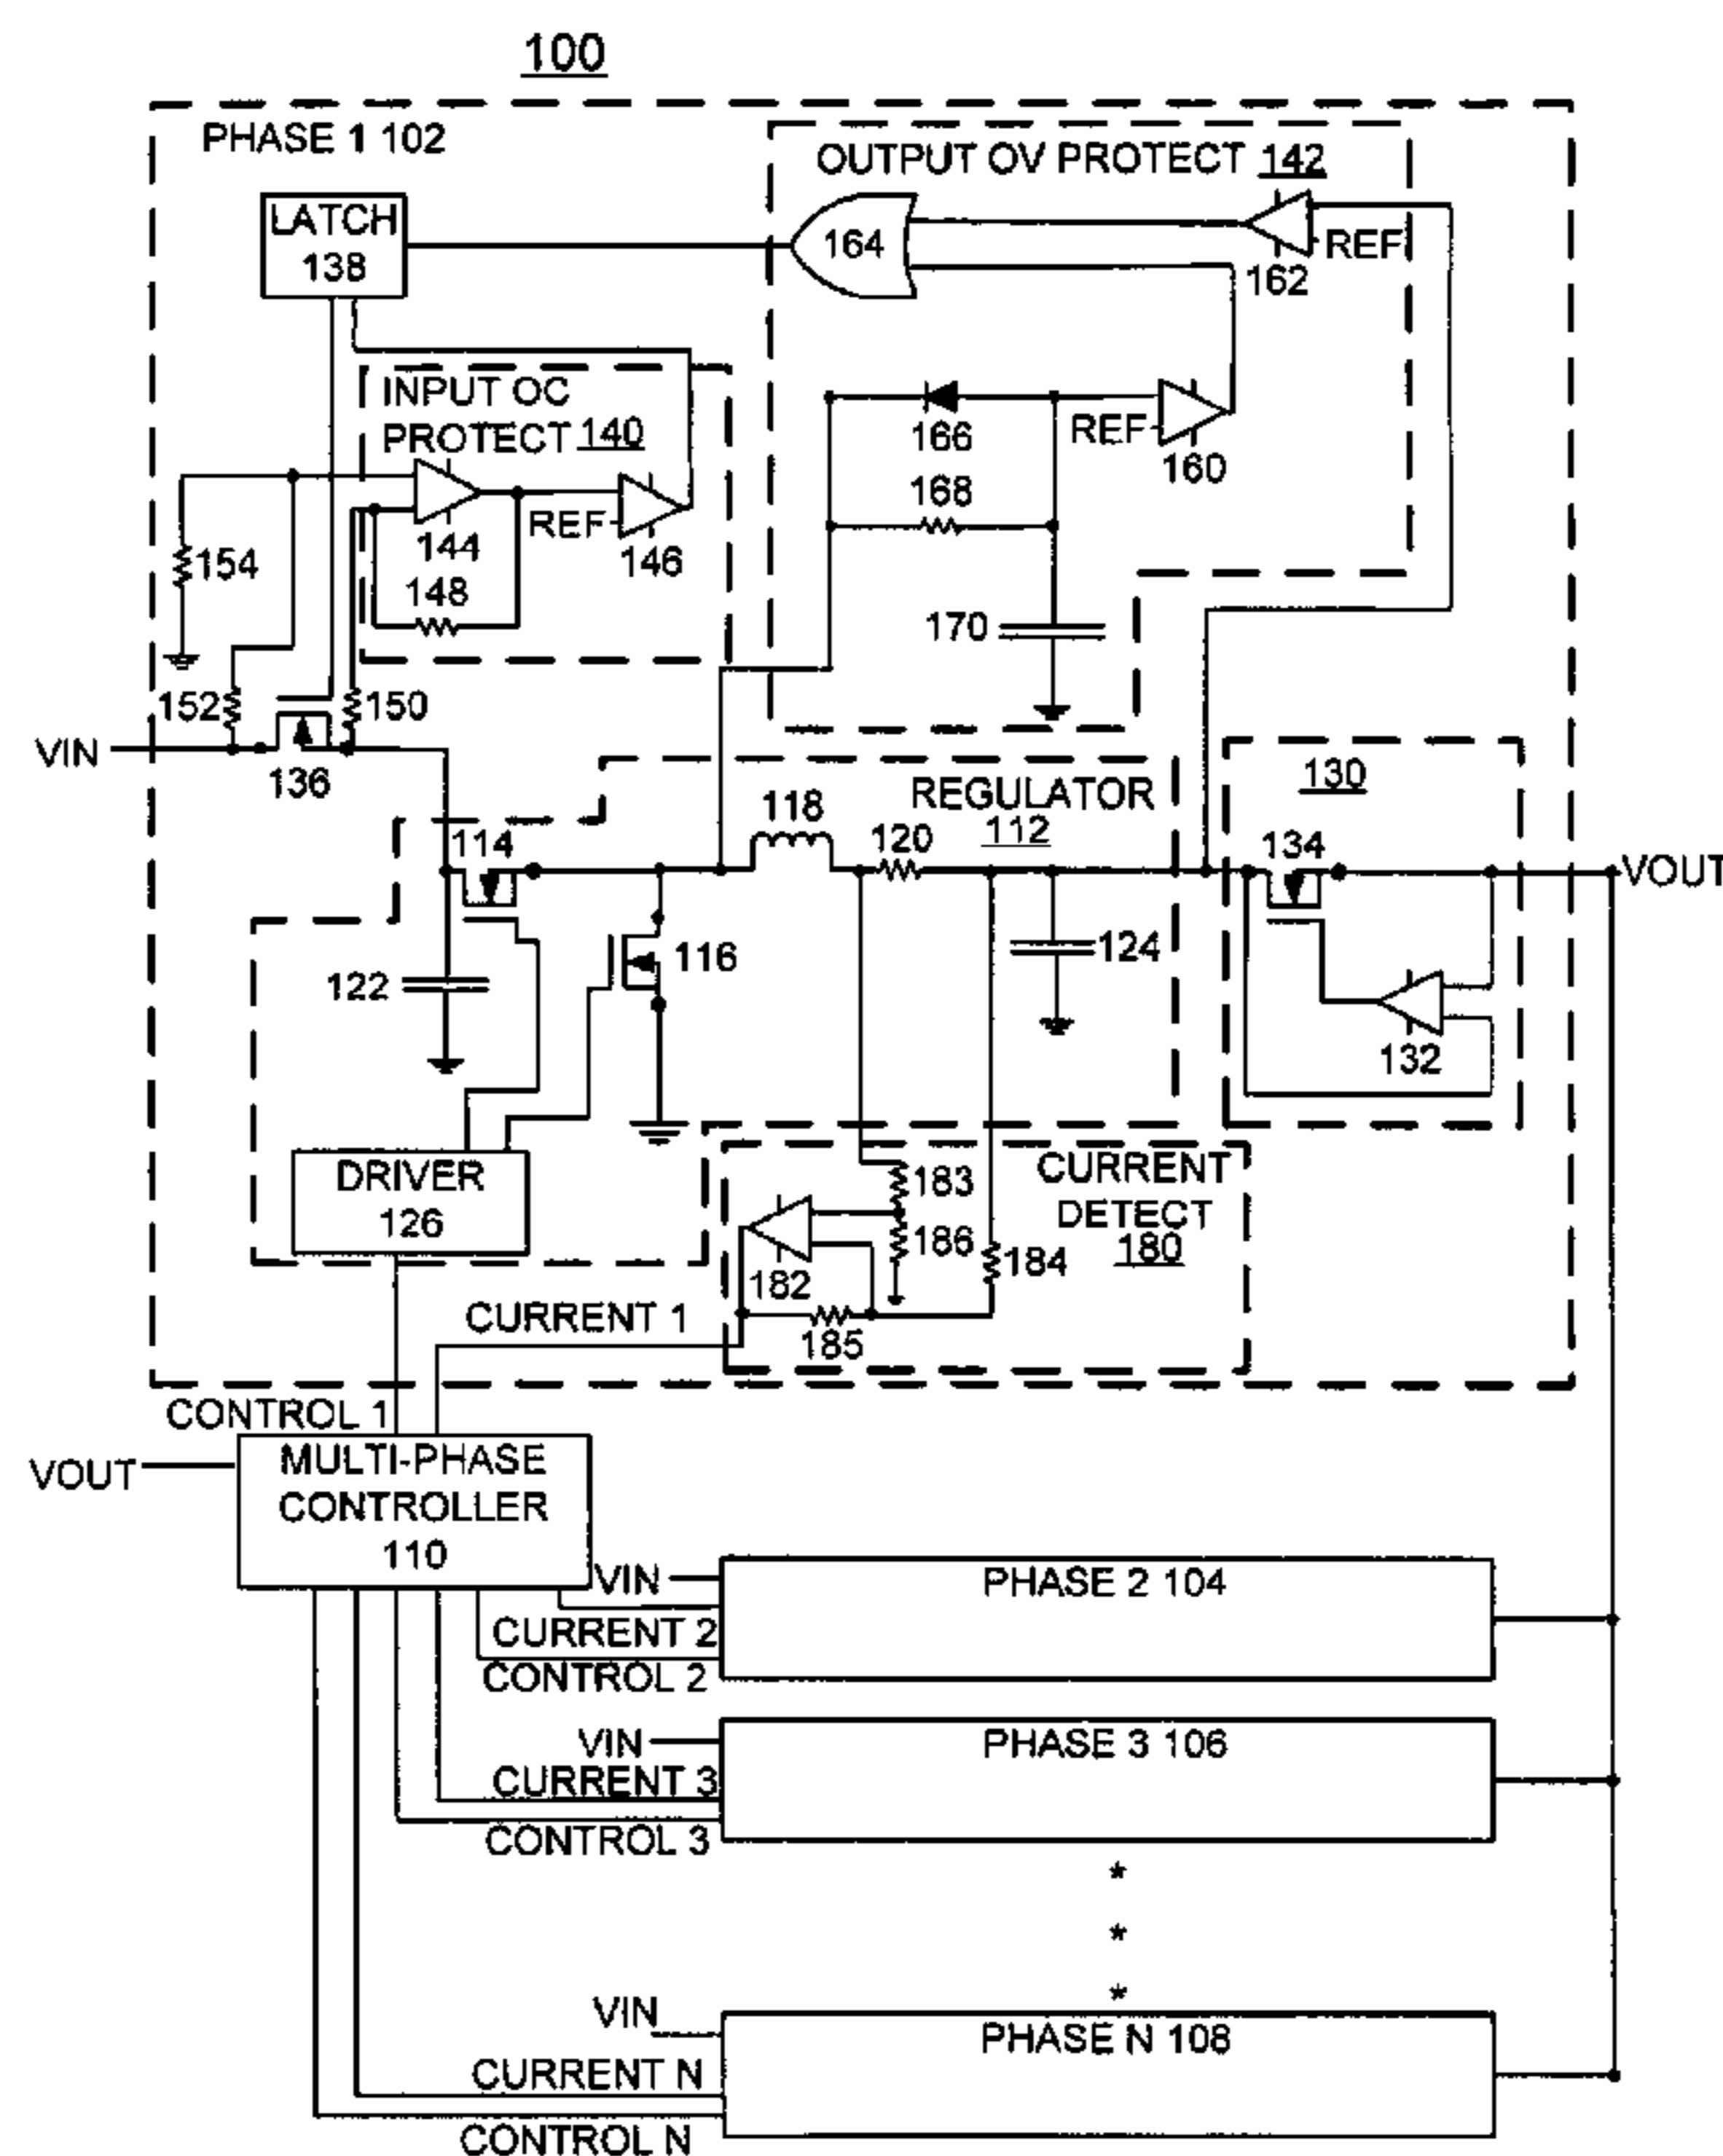 100
PHASE 1 102
OUTPUT OV PROTECT 142
LATCH
138
164
REF
162
INPUT OC
PROTECT 140
166
REF
160
168
144
REF
146
154
148
170
152
150
VIN
136
130
REGULATOR
112
118
114
120
134
VOUT
116
124
122
132
DRIVER
126
CURRENT
DETECT
180
183
186
184
182
185
CURRENT 1
CONTROL 1
VOUT
MULTI-PHASE
CONTROLLER
110
VIN
PHASE 2 104
CURRENT 2
CONTROL 2
VIN
PHASE 3 106
CURRENT 3
CONTROL 3
*
*
*
VIN
PHASE N 108
CURRENT N
CONTROL N